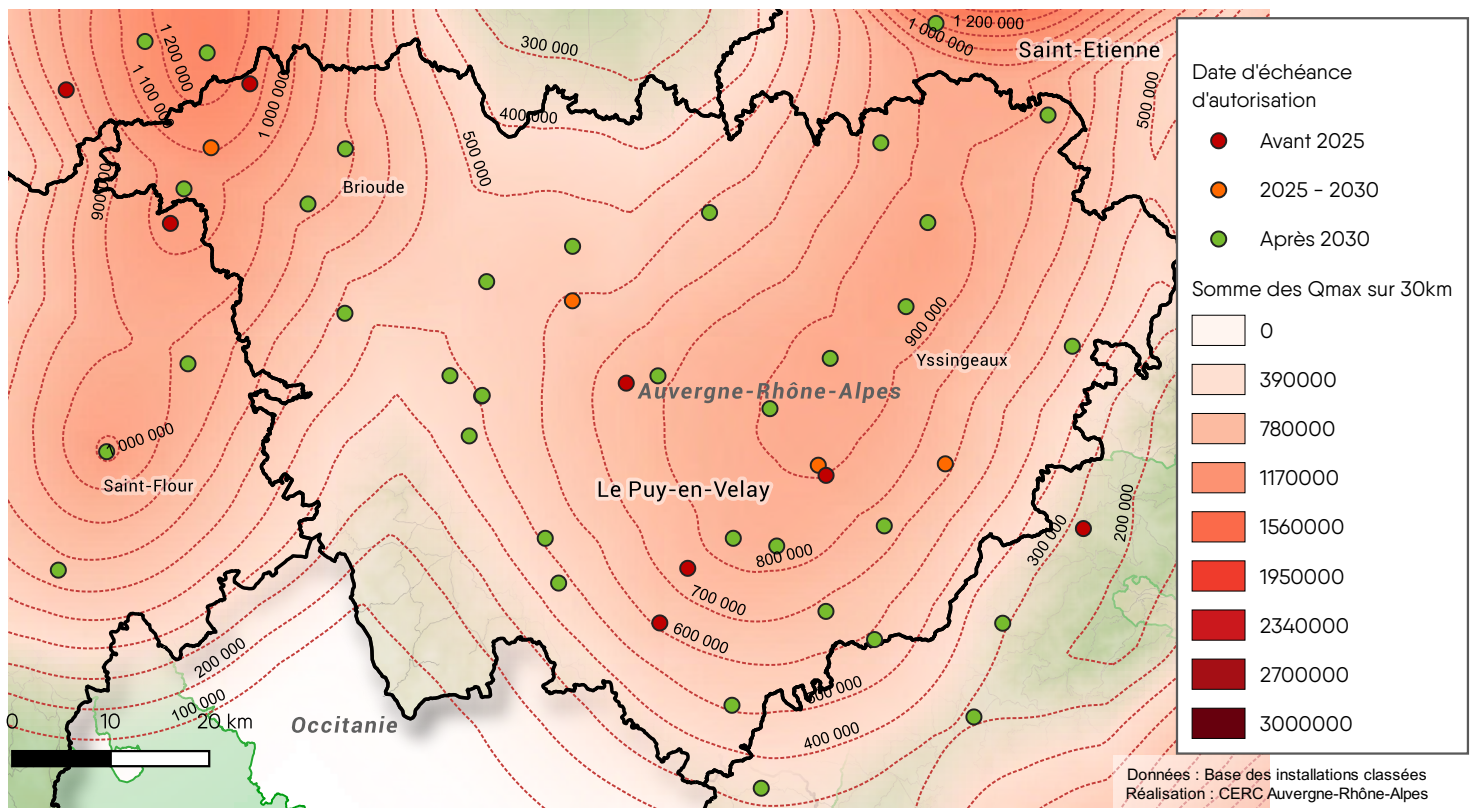 1 200 000
1 000 000
Saint-Etienne
300 000
1 200 000
1 100 000
1 000 000
400 000
500 000
500 000
Brioude
900 000
900 000
Yssingeaux
Auvergne-Rhône-Alpes
1 000 000
Saint-Flour
Le Puy-en-Velay
200 000
300 000
800 000
700 000
600 000
200 000
100 000
500 000
400 000
Occitanie
0 10 20 km
Date d'échéance
d'autorisation
Avant 2025
2025 - 2030
Après 2030
Somme des Qmax sur 30km
0
390000
780000
1170000
1560000
1950000
2340000
2700000
3000000
Données : Base des installations classées
Réalisation : CERC Auvergne-Rhône-Alpes